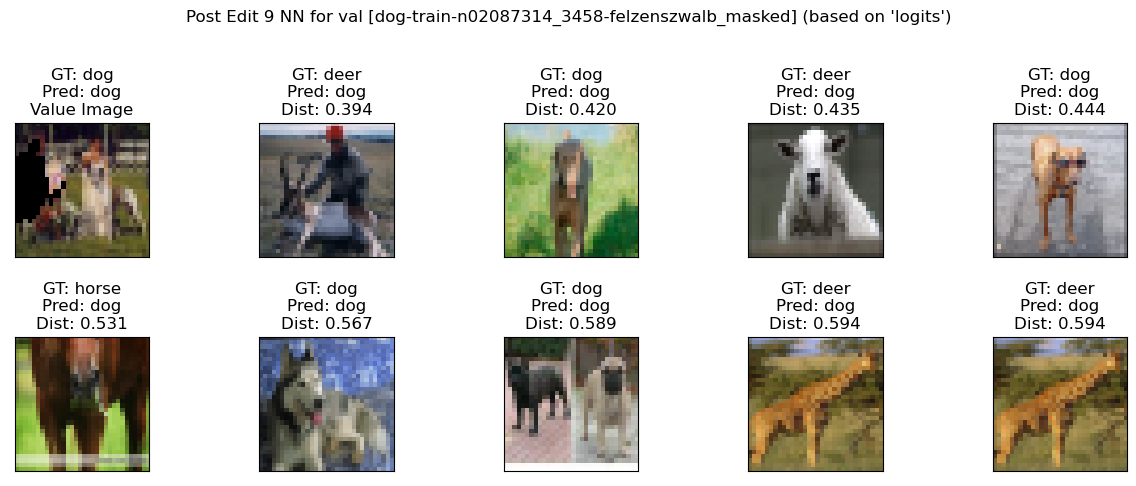 Post Edit 9 NN for val [dog-train-n02087314_3458-felzenszwalb_masked] (based on 'logits')
GT: dog
Pred: dog
Value Image
GT: deer
Pred: dog
Dist: 0.394
GT: dog
Pred: dog
Dist: 0.420
GT: deer
Pred: dog
Dist: 0.435
GT: dog
Pred: dog
Dist: 0.444
GT: horse
Pred: dog
Dist: 0.531
GT: dog
Pred: dog
Dist: 0.567
GT: dog
Pred: dog
Dist: 0.589
GT: deer
Pred: dog
Dist: 0.594
GT: deer
Pred: dog
Dist: 0.594